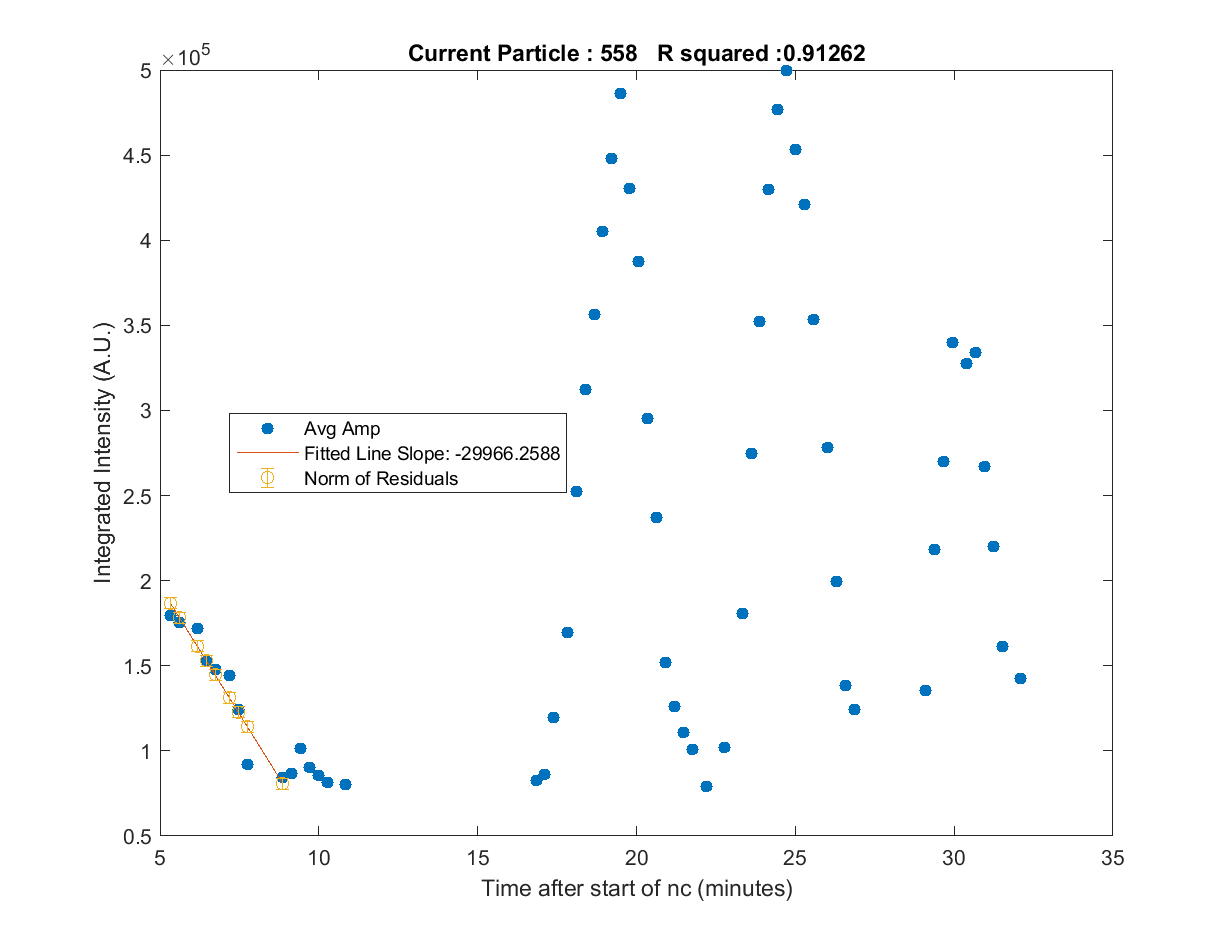 Current Particle : 558 R squared :0.91262
×10^5
5
4.5
4
3.5
3
2.5
2
1.5
1
0.5
Integrated Intensity (A.U.)
Avg Amp
Fitted Line Slope: -29966.2588
Norm of Residuals
5 10 15 20 25 30 35
Time after start of nc (minutes)